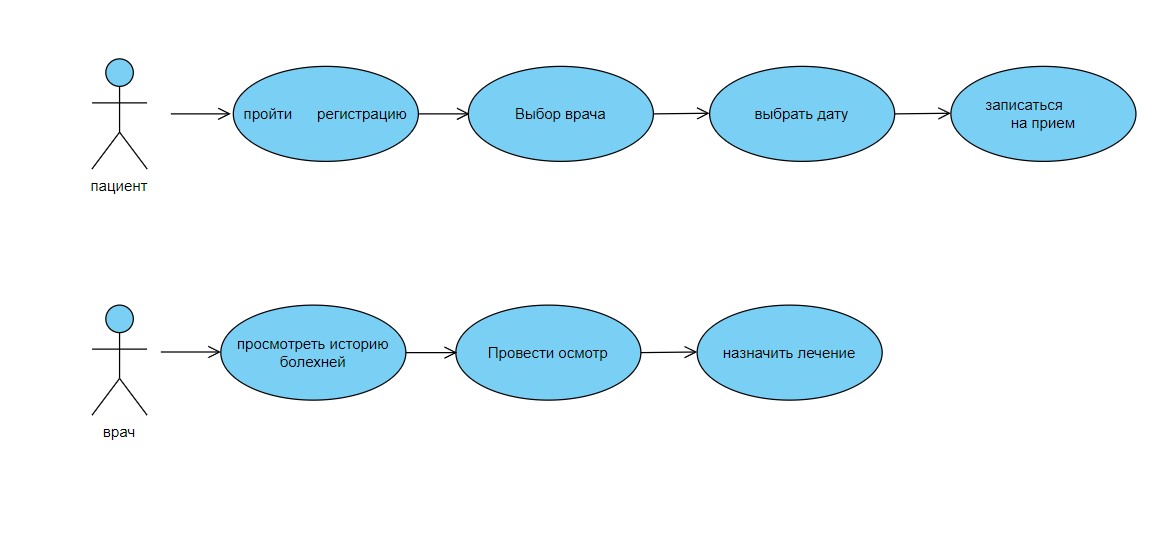 пройти регистрацию
Выбор врача
выбрать дату
записаться
на прием
пациент
просмотреть историю
болехней
Провести осмотр
назначить лечение
врач